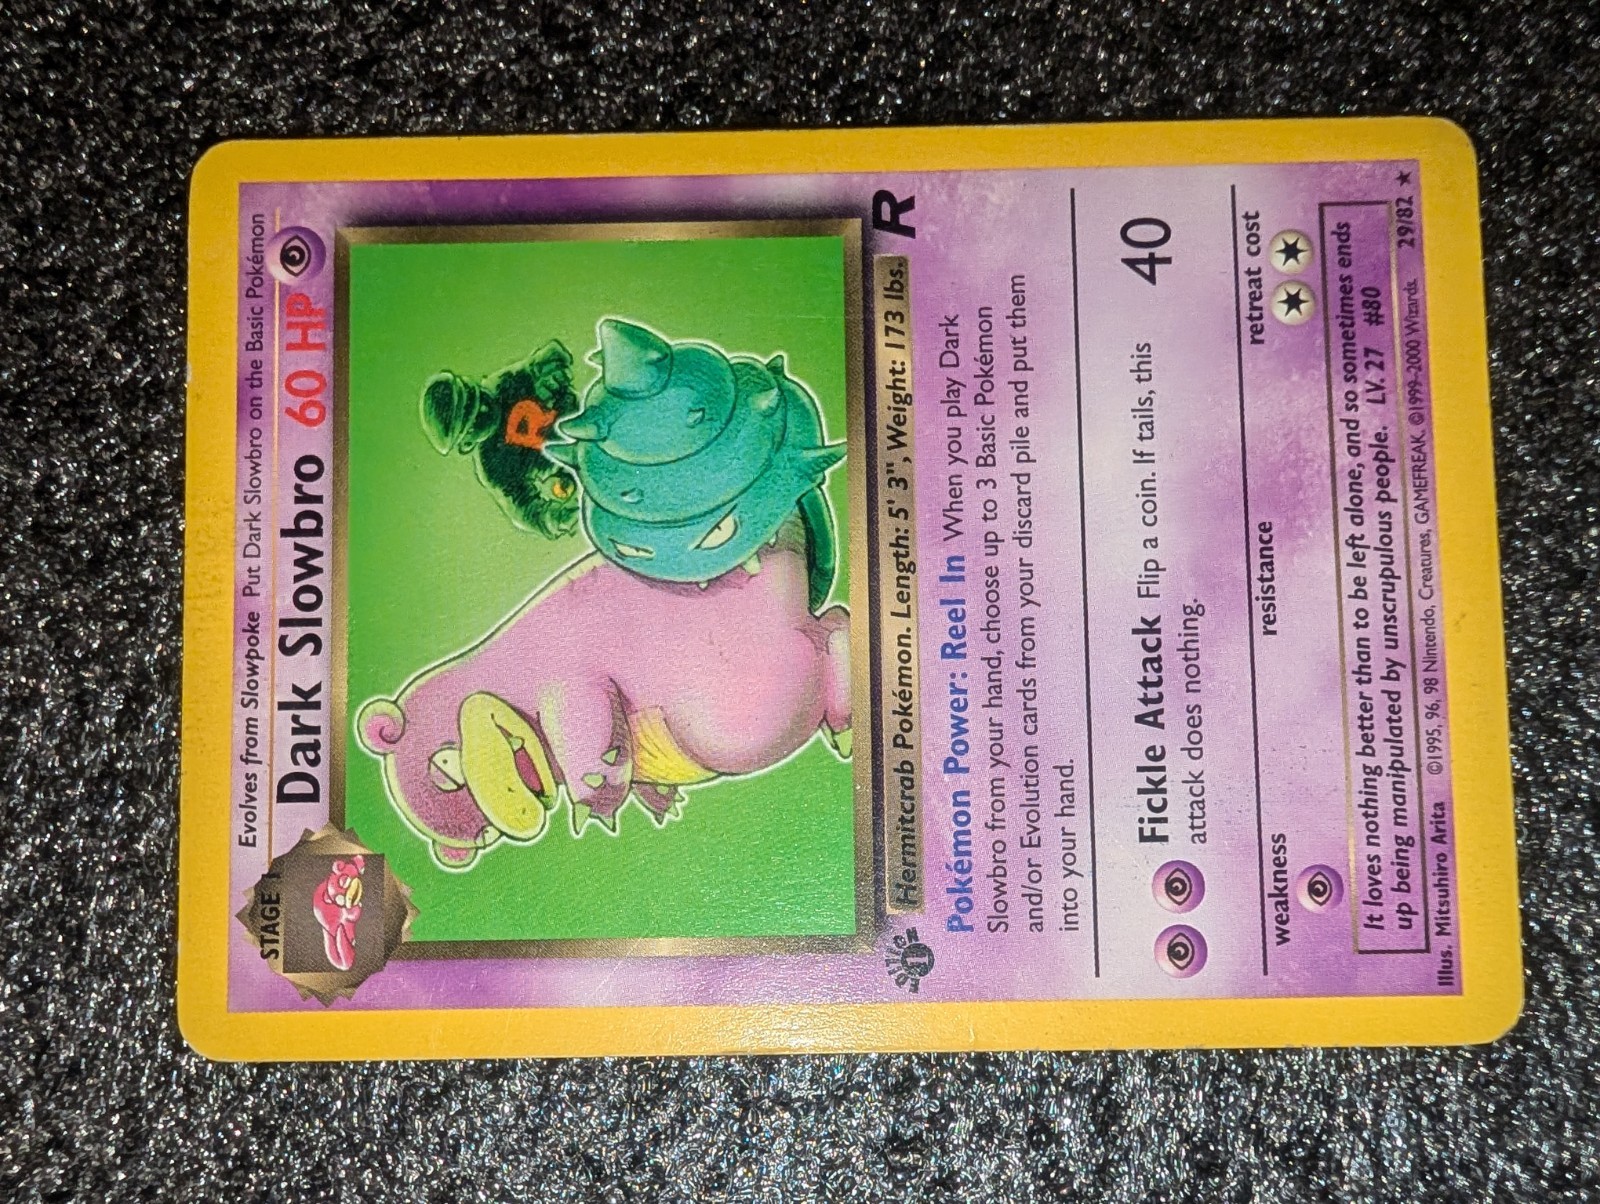 Evolves from Slowpoke Put Dark Slowbro on the Basic Pokémon
STAGE 1
Dark Slowbro 60 HP
R
Hermitcrab Pokémon. Length: 5' 3", Weight: 173 lbs.
EDITION
1
R
Pokémon Power: Reel In When you play Dark
Slowbro from your hand, choose up to 3 Basic Pokémon
and/or Evolution cards from your discard pile and put them
into your hand.
Fickle Attack Flip a coin. If tails, this 40
attack does nothing.
weakness resistance retreat cost
It loves nothing better than to be left alone, and so sometimes ends
up being manipulated by unscrupulous people. LV. 27 #80
Illus. Mitsuhiro Arita ©1995, 96, 98 Nintendo, Creatures, GAMEFREAK. ©1999-2000 Wizards. 29/82 ★